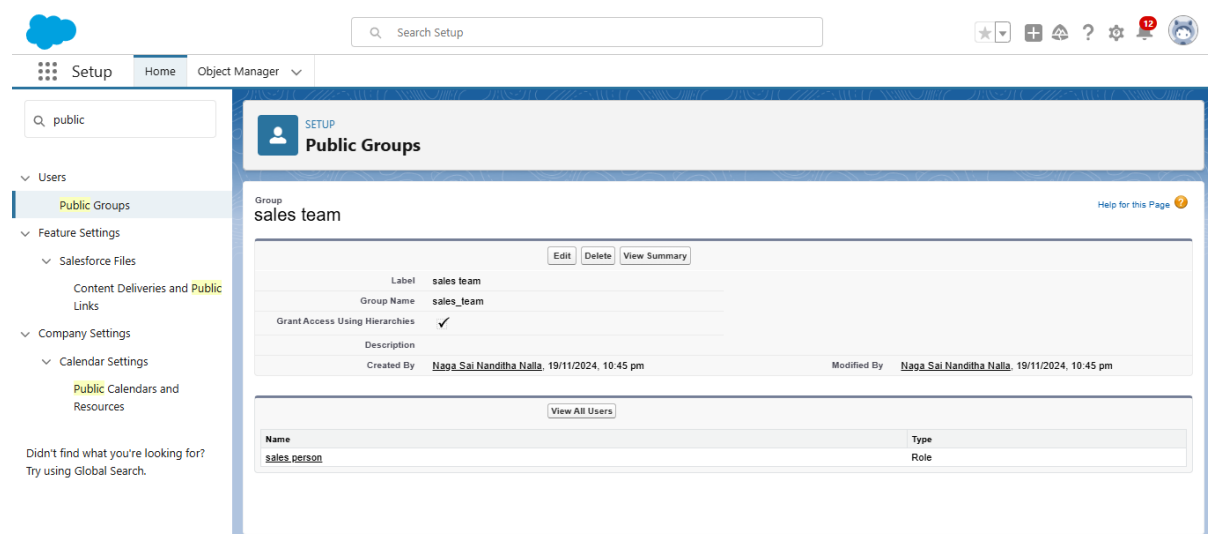 Search Setup
12
Setup
Home
Object Manager
public
SETUP
Public Groups
Users
Public Groups
Feature Settings
Salesforce Files
Content Deliveries and Public
Links
Company Settings
Calendar Settings
Public Calendars and
Resources
Didn't find what you're looking for?
Try using Global Search.
Group
sales team
Help for this Page ?
Edit Delete View Summary
Label sales team
Group Name sales_team
Grant Access Using Hierarchies
Description
Created By Naga Sai Nanditha Nalla, 19/11/2024, 10:45 pm Modified By Naga Sai Nanditha Nalla, 19/11/2024, 10:45 pm
View All Users
Name Type
sales person Role